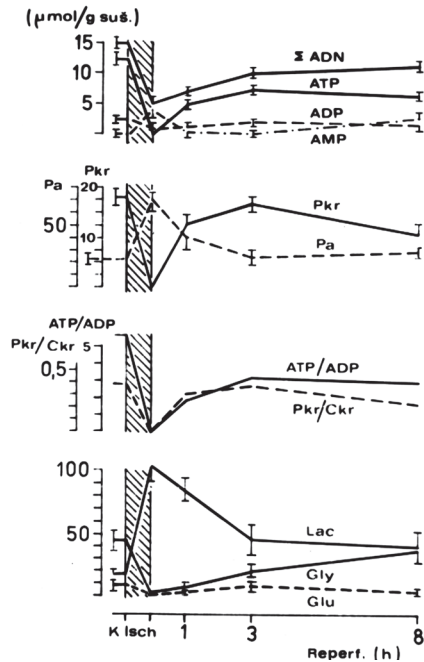 (µmol/g suš.)
15
10
5
Σ ADN
ATP
ADP
AMP
Pa
Pkr
20
50
10
Pkr
Pa
ATP/ADP
Pkr/Ckr 5
0,5
ATP/ADP
Pkr/Ckr
100
50
Lac
Gly
Glu
K Isch 1 3 8
Reperf. (h)